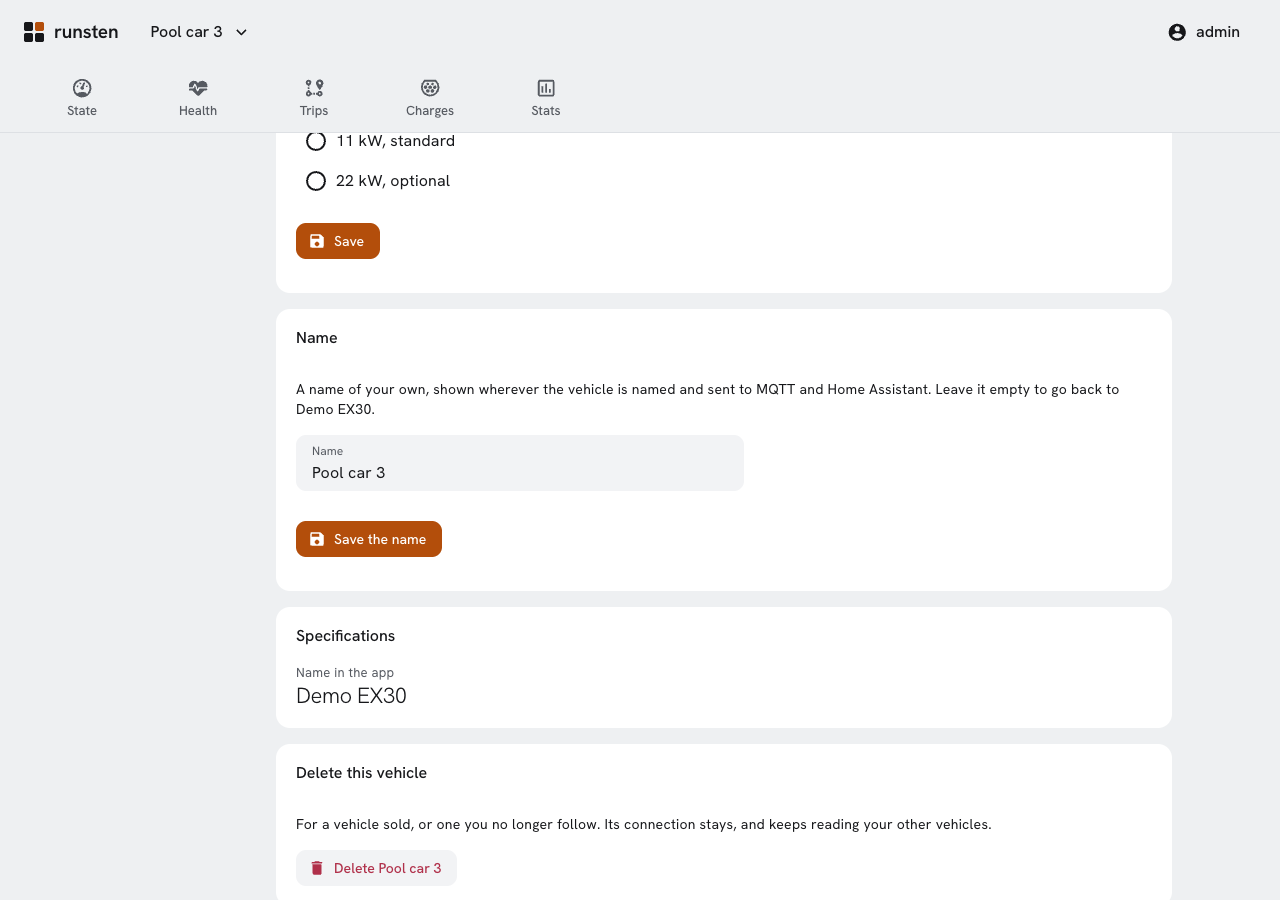 runsten
Pool car 3
admin
State
Health
Trips
Charges
Stats
11 kW, standard
22 kW, optional
Save
Name
A name of your own, shown wherever the vehicle is named and sent to MQTT and Home Assistant. Leave it empty to go back to
Demo EX30.
Name
Pool car 3
Save the name
Specifications
Name in the app
Demo EX30
Delete this vehicle
For a vehicle sold, or one you no longer follow. Its connection stays, and keeps reading your other vehicles.
Delete Pool car 3